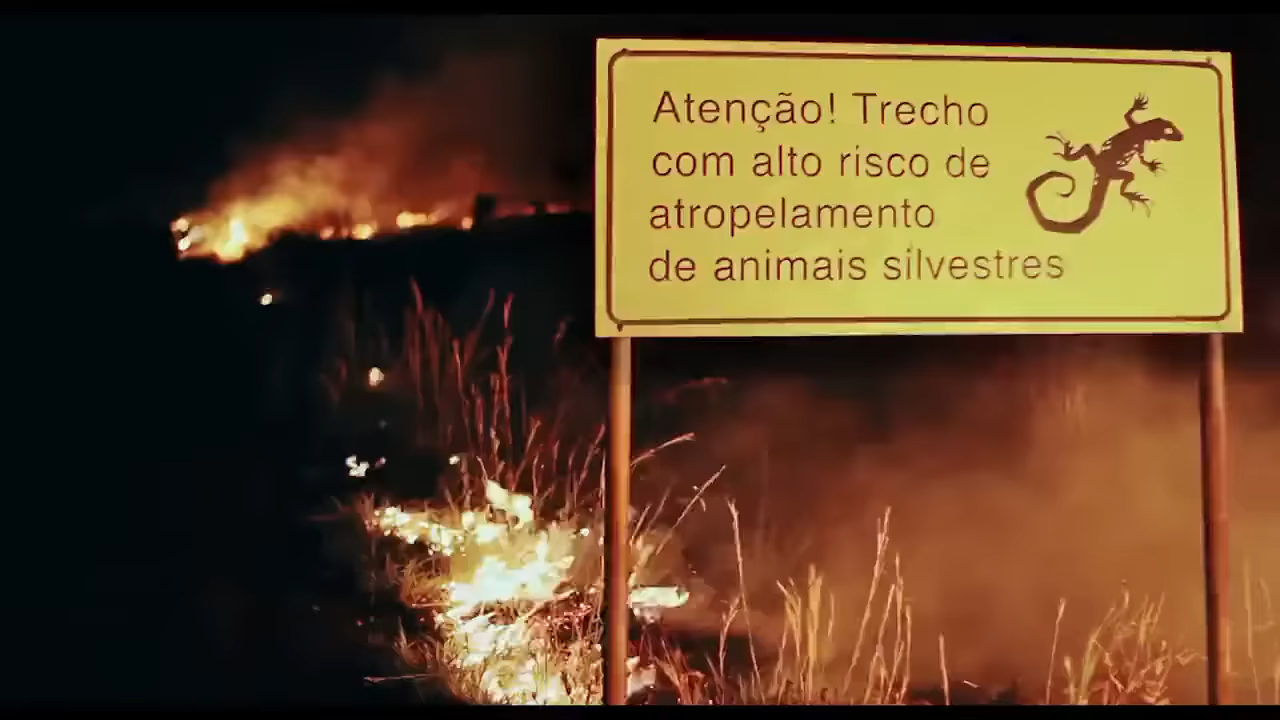 Atenção! Trecho
com alto risco de
atropelamento
de animais silvestres